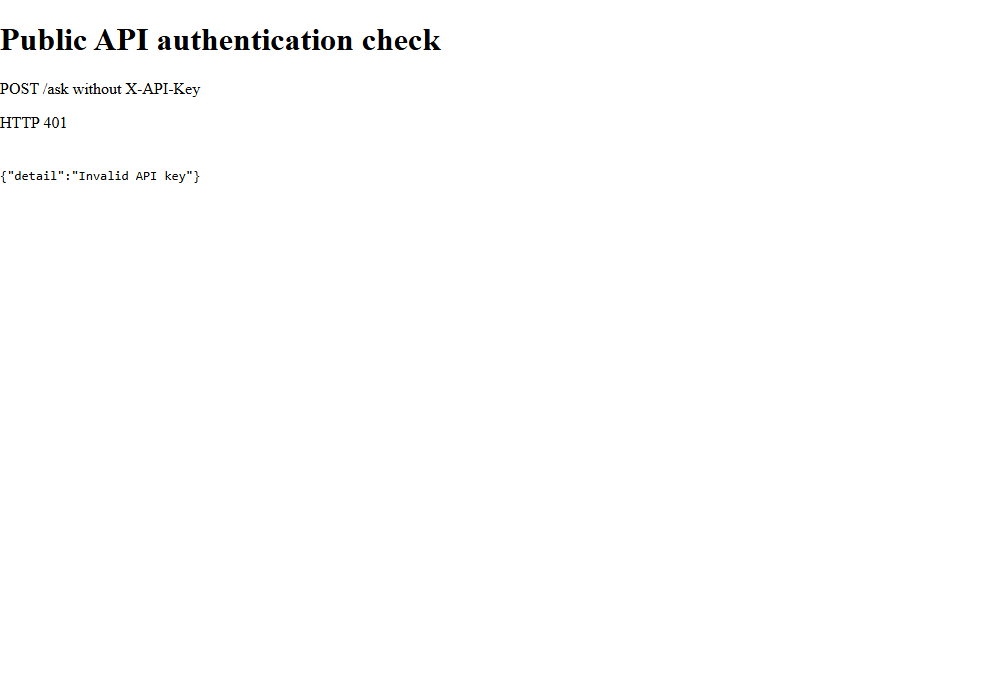 Public API authentication check
POST /ask without X-API-Key
HTTP 401
{"detail":"Invalid API key"}